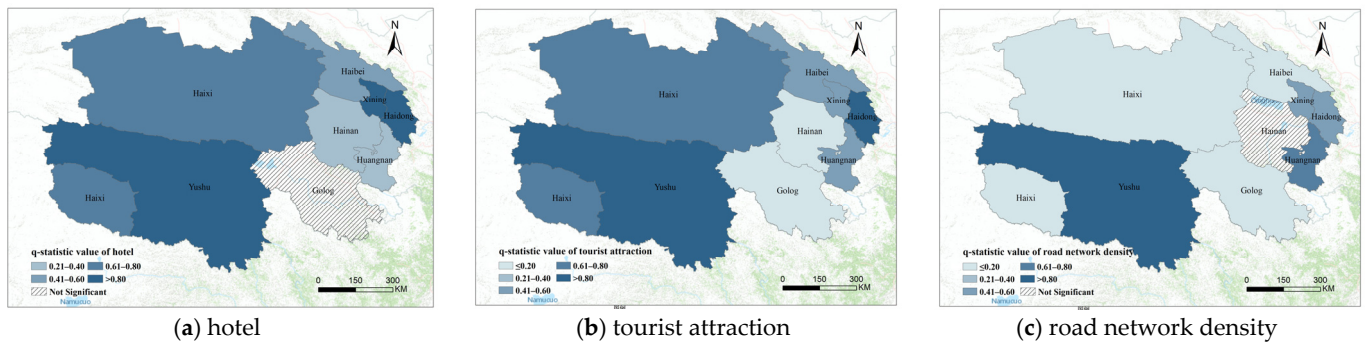 N
Haixi
Haibei
Xining
Haidong
Hainan
Huangnan
Yushu
Golog
Haixi
q-statistic value of hotel
0.21–0.40 0.61–0.80
0.41–0.60 >0.80
Not Significant
0 150 300
KM
Namucuo
(a) hotel
N
Haixi
Haibei
Xining
Haidong
Hainan
Huangnan
Yushu
Golog
Haixi
q-statistic value of tourist attraction
≤0.20 0.61–0.80
0.21–0.40 >0.80
0.41–0.60
0 150 300
KM
Namucuo
(b) tourist attraction
N
Haixi
Haibei
Xining
Haidong
Hainan
Huangnan
Yushu
Golog
Haixi
q-statistic value of road network density
≤0.20 0.61–0.80
0.21–0.40 >0.80
0.41–0.60 Not Significant
0 150 300
KM
Namucuo
(c) road network density